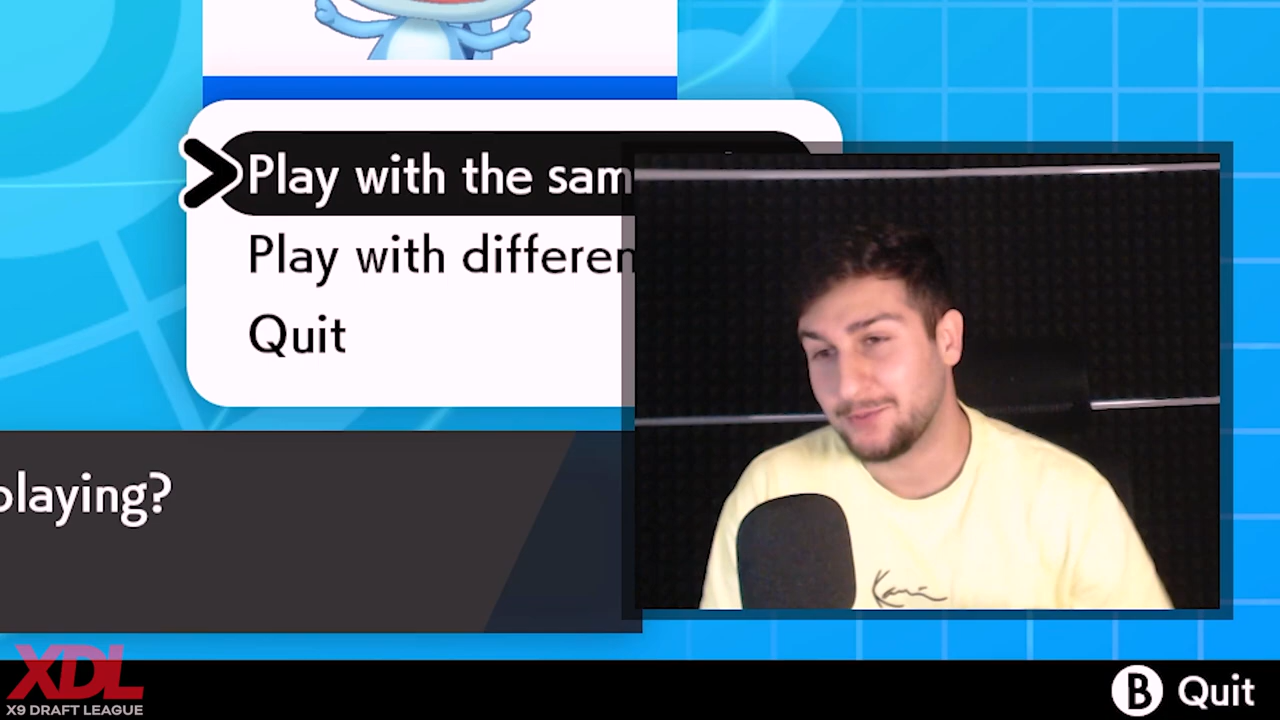 Play with the sam
Play with differen
Quit
playing?
Kani
XDL
X9 DRAFT LEAGUE
B Quit